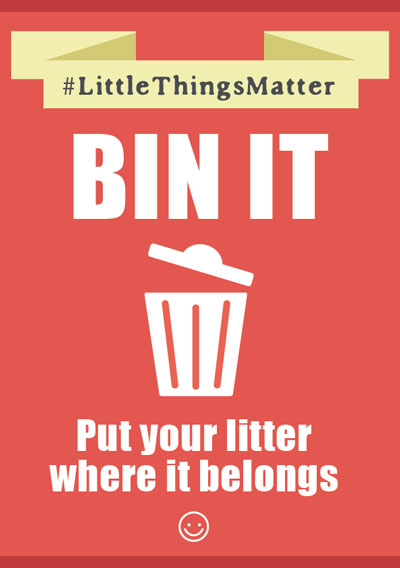 #LittleThingsMatter
BIN IT
Put your litter
where it belongs